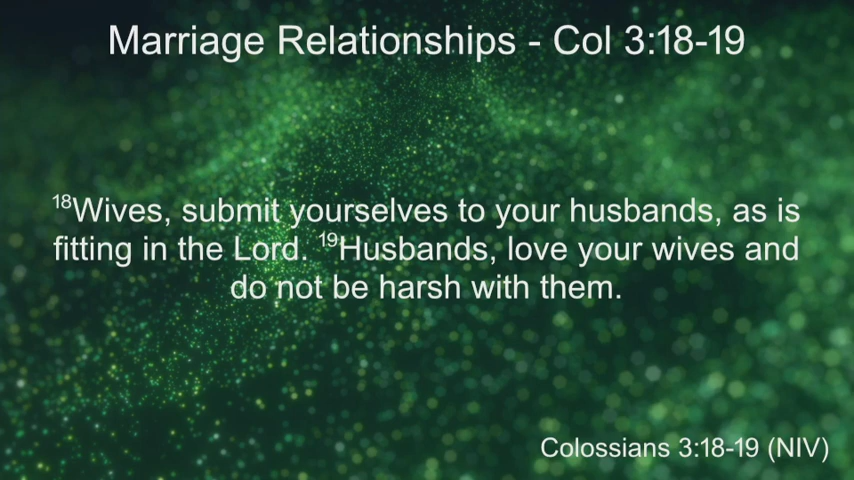 Marriage Relationships - Col 3:18-19
¹⁸Wives, submit yourselves to your husbands, as is
fitting in the Lord. ¹⁹Husbands, love your wives and
do not be harsh with them.
Colossians 3:18-19 (NIV)